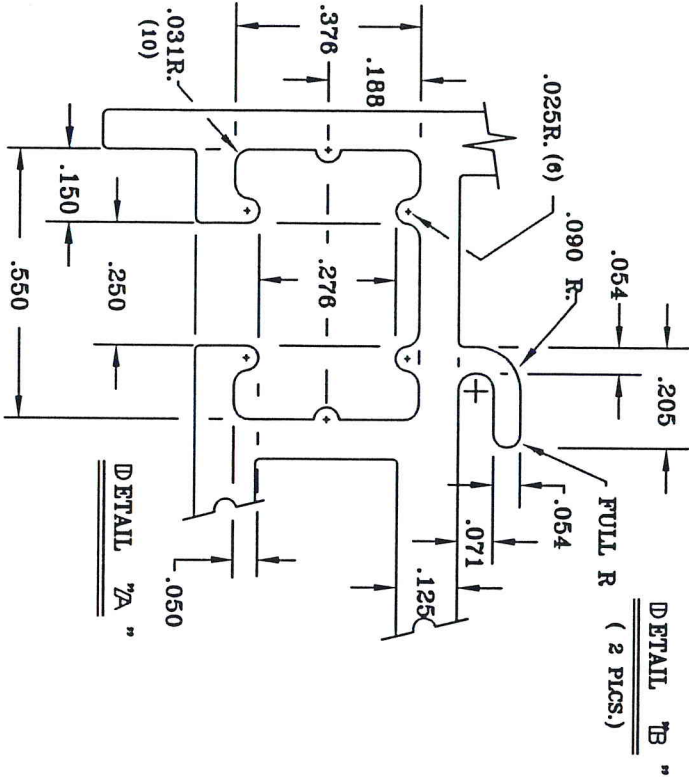 .376
.188
.031R.
(10)
.025R. (6)
.090 R.
.054
.205
FULL R
.054
.071
.125
.050
.276
.150
.250
.550
DETAIL "A"
DETAIL "B"
( 2 PLCS.)